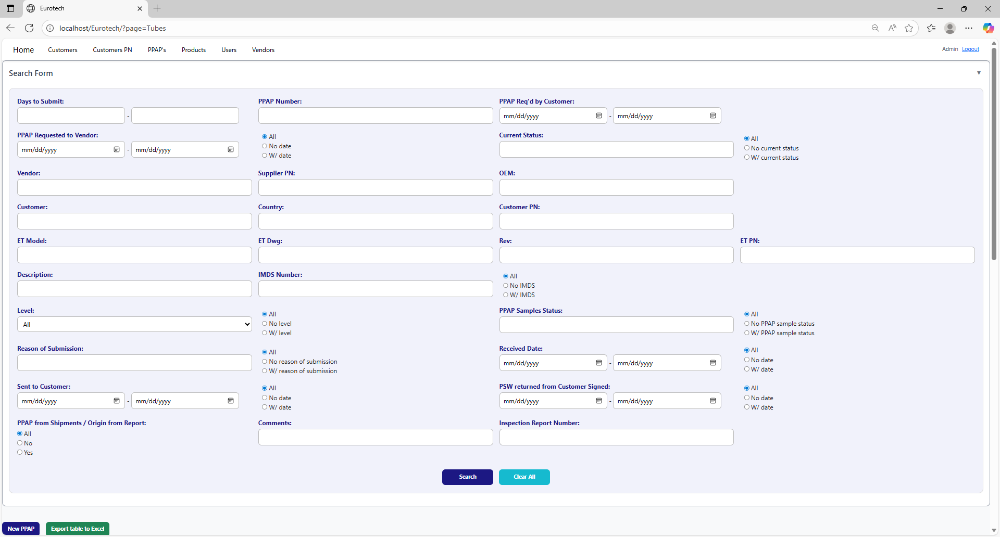 Eurotech
localhost/Eurotech/?page=Tubes
Home Customers Customers PN PPAP's Products Users Vendors Admin Logout
Search Form
Days to Submit: PPAP Number: PPAP Req'd by Customer:
- mm/dd/yyyy - mm/dd/yyyy
PPAP Requested to Vendor: Current Status:
mm/dd/yyyy - mm/dd/yyyy
All
No date
W/ date
All
No current status
W/ current status
Vendor: Supplier PN: OEM:
Customer: Country: Customer PN:
ET Model: ET Dwg: Rev: ET PN:
Description: IMDS Number:
All
No IMDS
W/ IMDS
Level: PPAP Samples Status:
All
All
No level
W/ level
All
No PPAP sample status
W/ PPAP sample status
Reason of Submission: Received Date:
All
No reason of submission
W/ reason of submission
mm/dd/yyyy - mm/dd/yyyy
All
No date
W/ date
Sent to Customer: PSW returned from Customer Signed:
mm/dd/yyyy - mm/dd/yyyy
All
No date
W/ date
mm/dd/yyyy - mm/dd/yyyy
All
No date
W/ date
PPAP from Shipments / Origin from Report: Comments: Inspection Report Number:
All
No
Yes
Search Clear All
New PPAP Export table to Excel